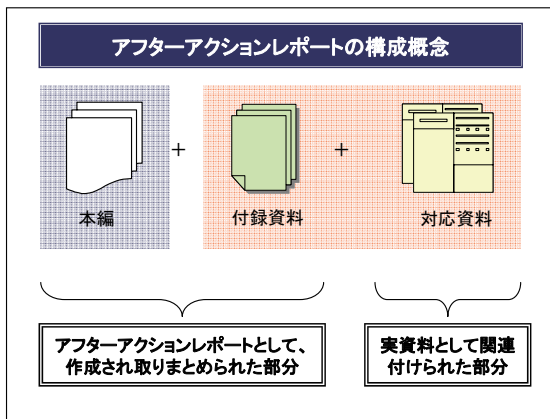 アフターアクションレポートの構成概念
本編
+
付録資料
+
対応資料
アフターアクションレポートとして、
作成され取りまとめられた部分
実資料として関連
付けられた部分